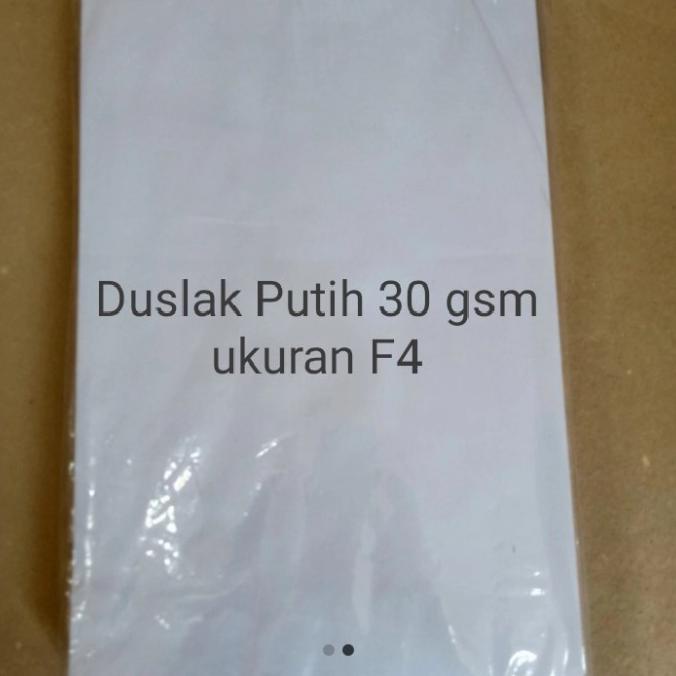 Duslak Putih 30 gsm
ukuran F4